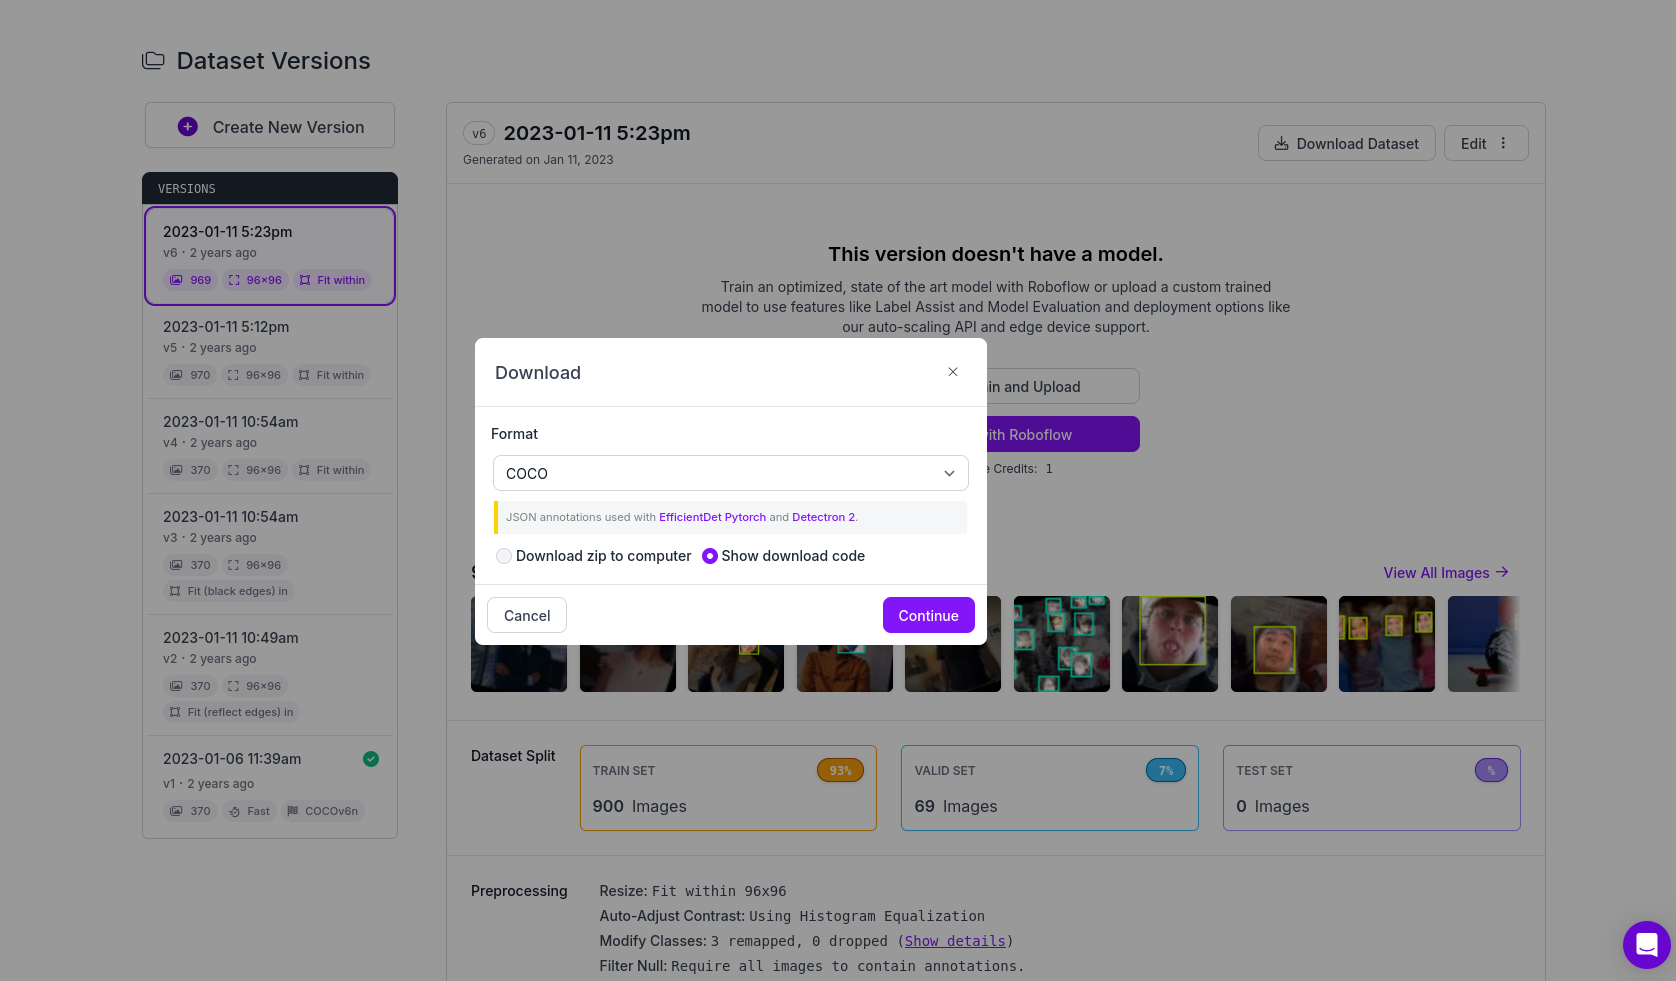 Dataset Versions
Create New Version
VERSIONS
2023-01-11 5:23pm
v6 · 2 years ago
969 96×96 Fit within
2023-01-11 5:12pm
v5 · 2 years ago
970 96×96 Fit within
2023-01-11 10:54am
v4 · 2 years ago
370 96×96 Fit within
2023-01-11 10:54am
v3 · 2 years ago
370 96×96
Fit (black edges) in
2023-01-11 10:49am
v2 · 2 years ago
370 96×96
Fit (reflect edges) in
2023-01-06 11:39am
v1 · 2 years ago
370 Fast COCOv6n
v6 2023-01-11 5:23pm
Generated on Jan 11, 2023
Download Dataset
Edit
This version doesn't have a model.
Train an optimized, state of the art model with Roboflow or upload a custom trained
model to use features like Label Assist and Model Evaluation and deployment options like
our auto-scaling API and edge device support.
and Upload
with Roboflow
Credits: 1
Download
Format
COCO
JSON annotations used with EfficientDet Pytorch and Detectron 2.
Download zip to computer Show download code
Cancel
Continue
View All Images
Dataset Split
TRAIN SET 93%
900 Images
VALID SET 7%
69 Images
TEST SET %
0 Images
Preprocessing
Resize: Fit within 96x96
Auto-Adjust Contrast: Using Histogram Equalization
Modify Classes: 3 remapped, 0 dropped (Show details)
Filter Null: Require all images to contain annotations.